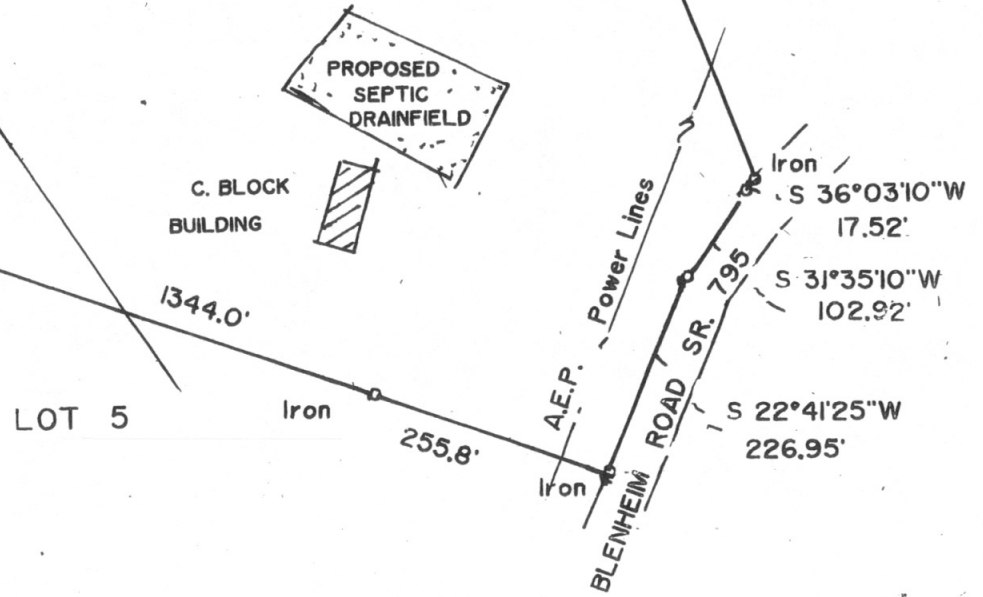 PROPOSED
SEPTIC
DRAINFIELD
C. BLOCK
BUILDING
Iron
S 36°03'10"W
17.52'
S 31°35'10"W
102.92'
Power Lines
A.E.P.
1344.0'
LOT 5
Iron
255.8'
Iron
S 22°41'25"W
226.95'
BLENHEIM ROAD SR. 795